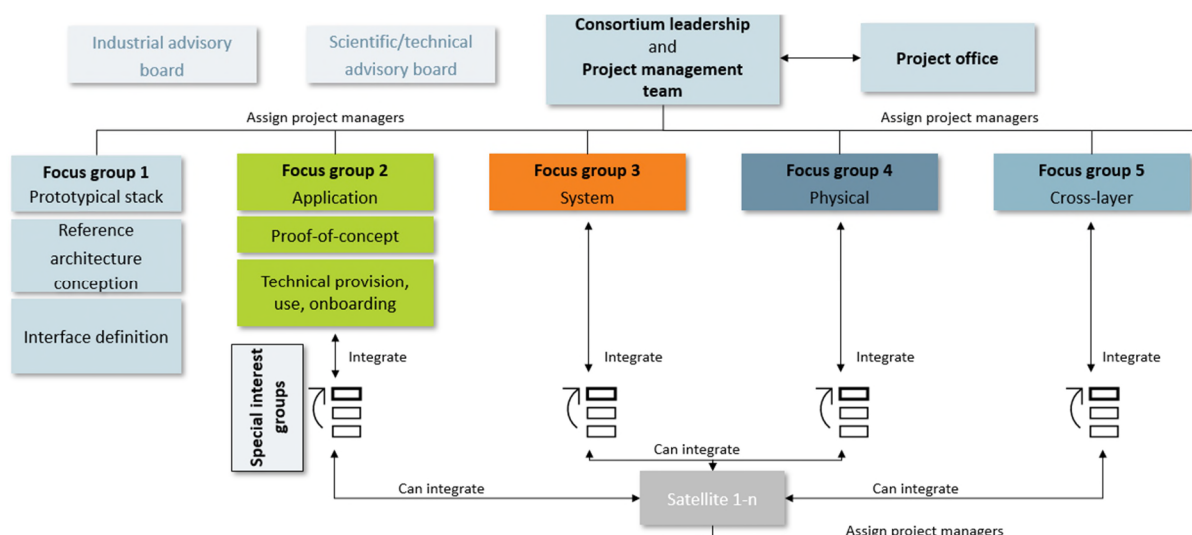 Industrial advisory
board
Scientific/technical
advisory board
Consortium leadership
and
Project management
team
Project office
Assign project managers
Assign project managers
Focus group 1
Prototypical stack
Reference
architecture
conception
Interface definition
Focus group 2
Application
Proof-of-concept
Technical provision,
use, onboarding
Focus group 3
System
Focus group 4
Physical
Focus group 5
Cross-layer
Integrate
Integrate
Integrate
Integrate
Special interest
groups
Can integrate
Can integrate
Can integrate
Satellite 1-n
Assign project managers